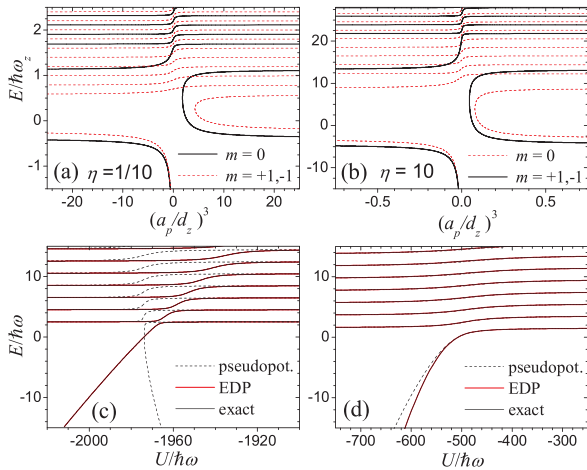 E/ħω_z
2
1
0
-1
(a) η =1/10
m = 0
m = +1,-1
-20 -10 0 10 20
(a_p/d_z)^3
20
10
0
-10
(b) η = 10
m = 0
m = +1,-1
-0.5 0.0 0.5
(a_p/d_z)^3
E/ħω
10
0
-10
pseudopot.
EDP
exact
(c)
-2000 -1960 -1920
U/ħω
10
0
-10
pseudopot.
EDP
exact
(d)
-700 -600 -500 -400 -300
U/ħω